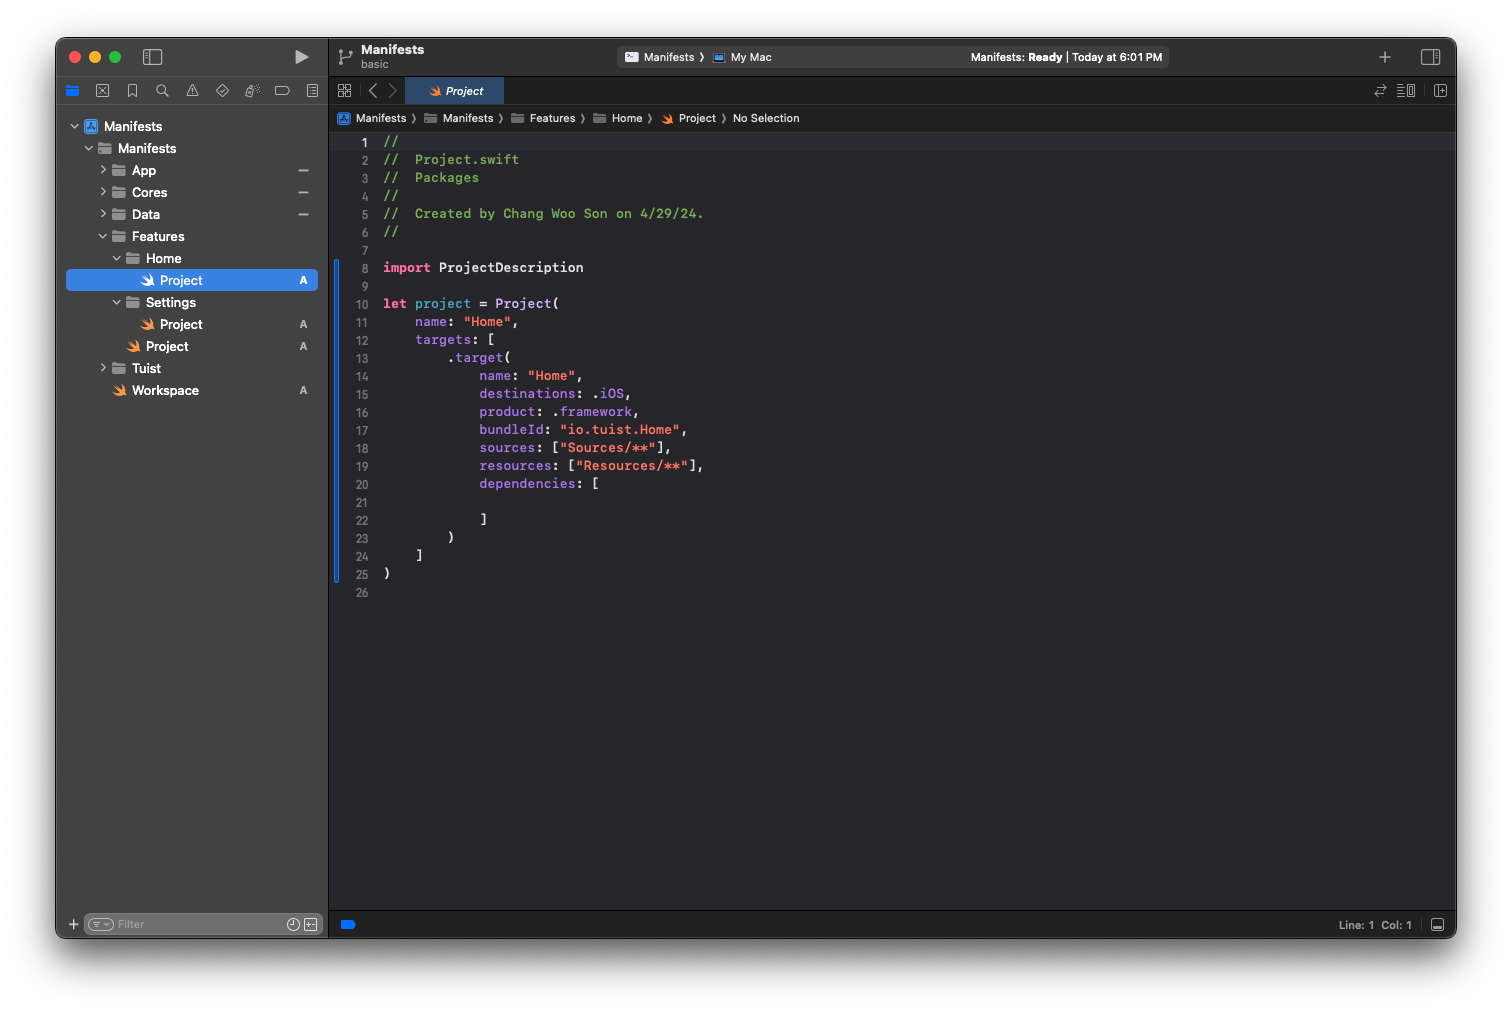 Manifests
basic
Manifests 〉 My Mac
Manifests: Ready | Today at 6:01 PM
Project
Manifests 〉 Manifests 〉 Features 〉 Home 〉 Project 〉 No Selection
Manifests
Manifests
App
Cores
Data
Features
Home
Project A
Settings
Project A
Project A
Tuist
Workspace A
Filter
1 //
2 //  Project.swift
3 //  Packages
4 //
5 //  Created by Chang Woo Son on 4/29/24.
6 //
7
8 import ProjectDescription
9
10 let project = Project(
11     name: "Home",
12     targets: [
13         .target(
14             name: "Home",
15             destinations: .iOS,
16             product: .framework,
17             bundleId: "io.tuist.Home",
18             sources: ["Sources/**"],
19             resources: ["Resources/**"],
20             dependencies: [
21
22             ]
23         )
24     ]
25 )
26
Line: 1 Col: 1